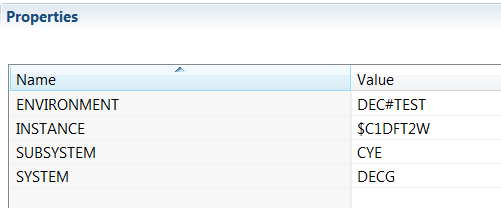 Properties
Name Value
ENVIRONMENT DEC#TEST
INSTANCE $C1DFT2W
SUBSYSTEM CYE
SYSTEM DECG